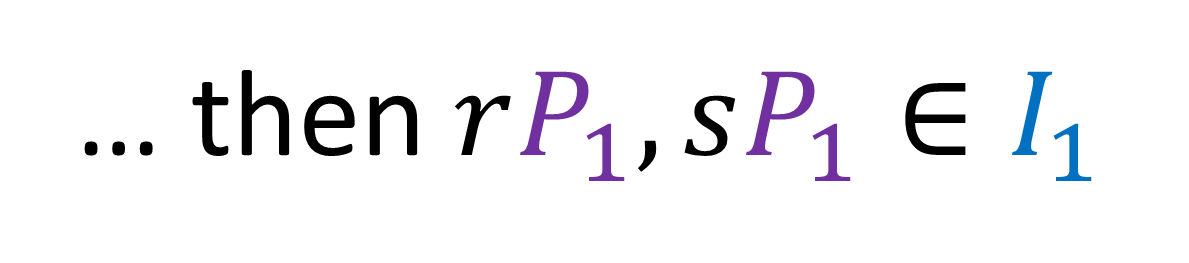 … then 𝑟𝑃₁, 𝑠𝑃₁ ∈ 𝐼₁